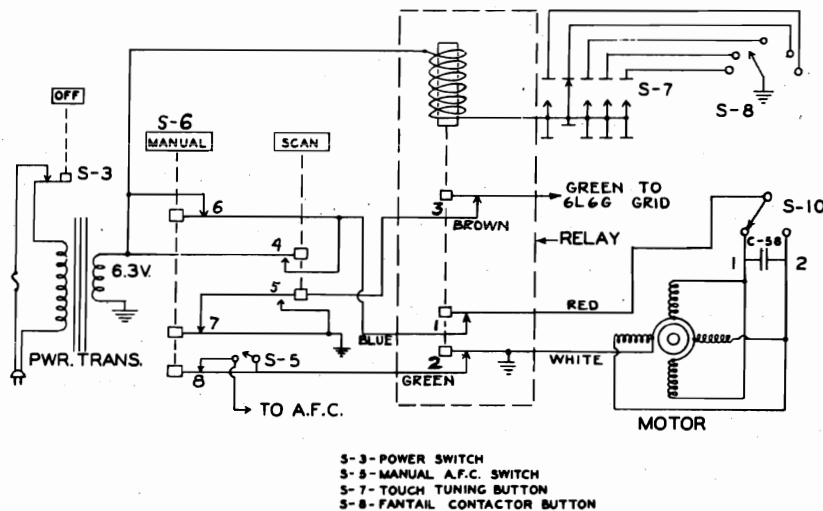 OFF
S-6
MANUAL
SCAN
S-3
S-7
S-8
6
4
5
7
8
6.3V.
PWR. TRANS.
S-5
TO A.F.C.
3
BROWN
GREEN TO
6L6G GRID
RELAY
S-10
C-58
1
2
RED
1
BLUE
2
GREEN
WHITE
MOTOR
S-3-POWER SWITCH
S-5-MANUAL A.F.C. SWITCH
S-7-TOUCH TUNING BUTTON
S-8-FANTAIL CONTACTOR BUTTON